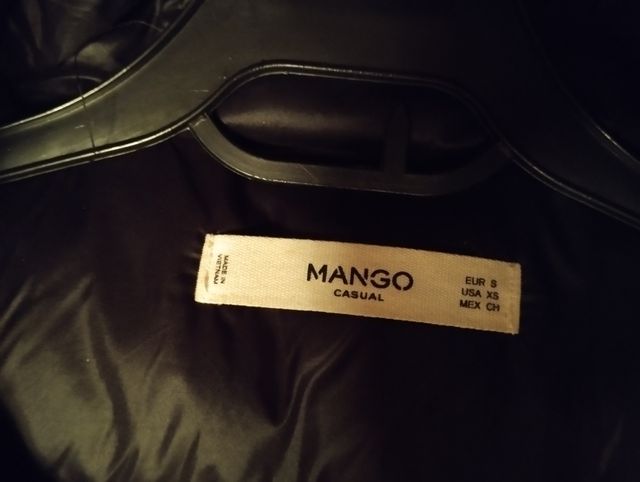 MADE IN
VIETNAM
MANGO
CASUAL
EUR S
USA XS
MEX CH